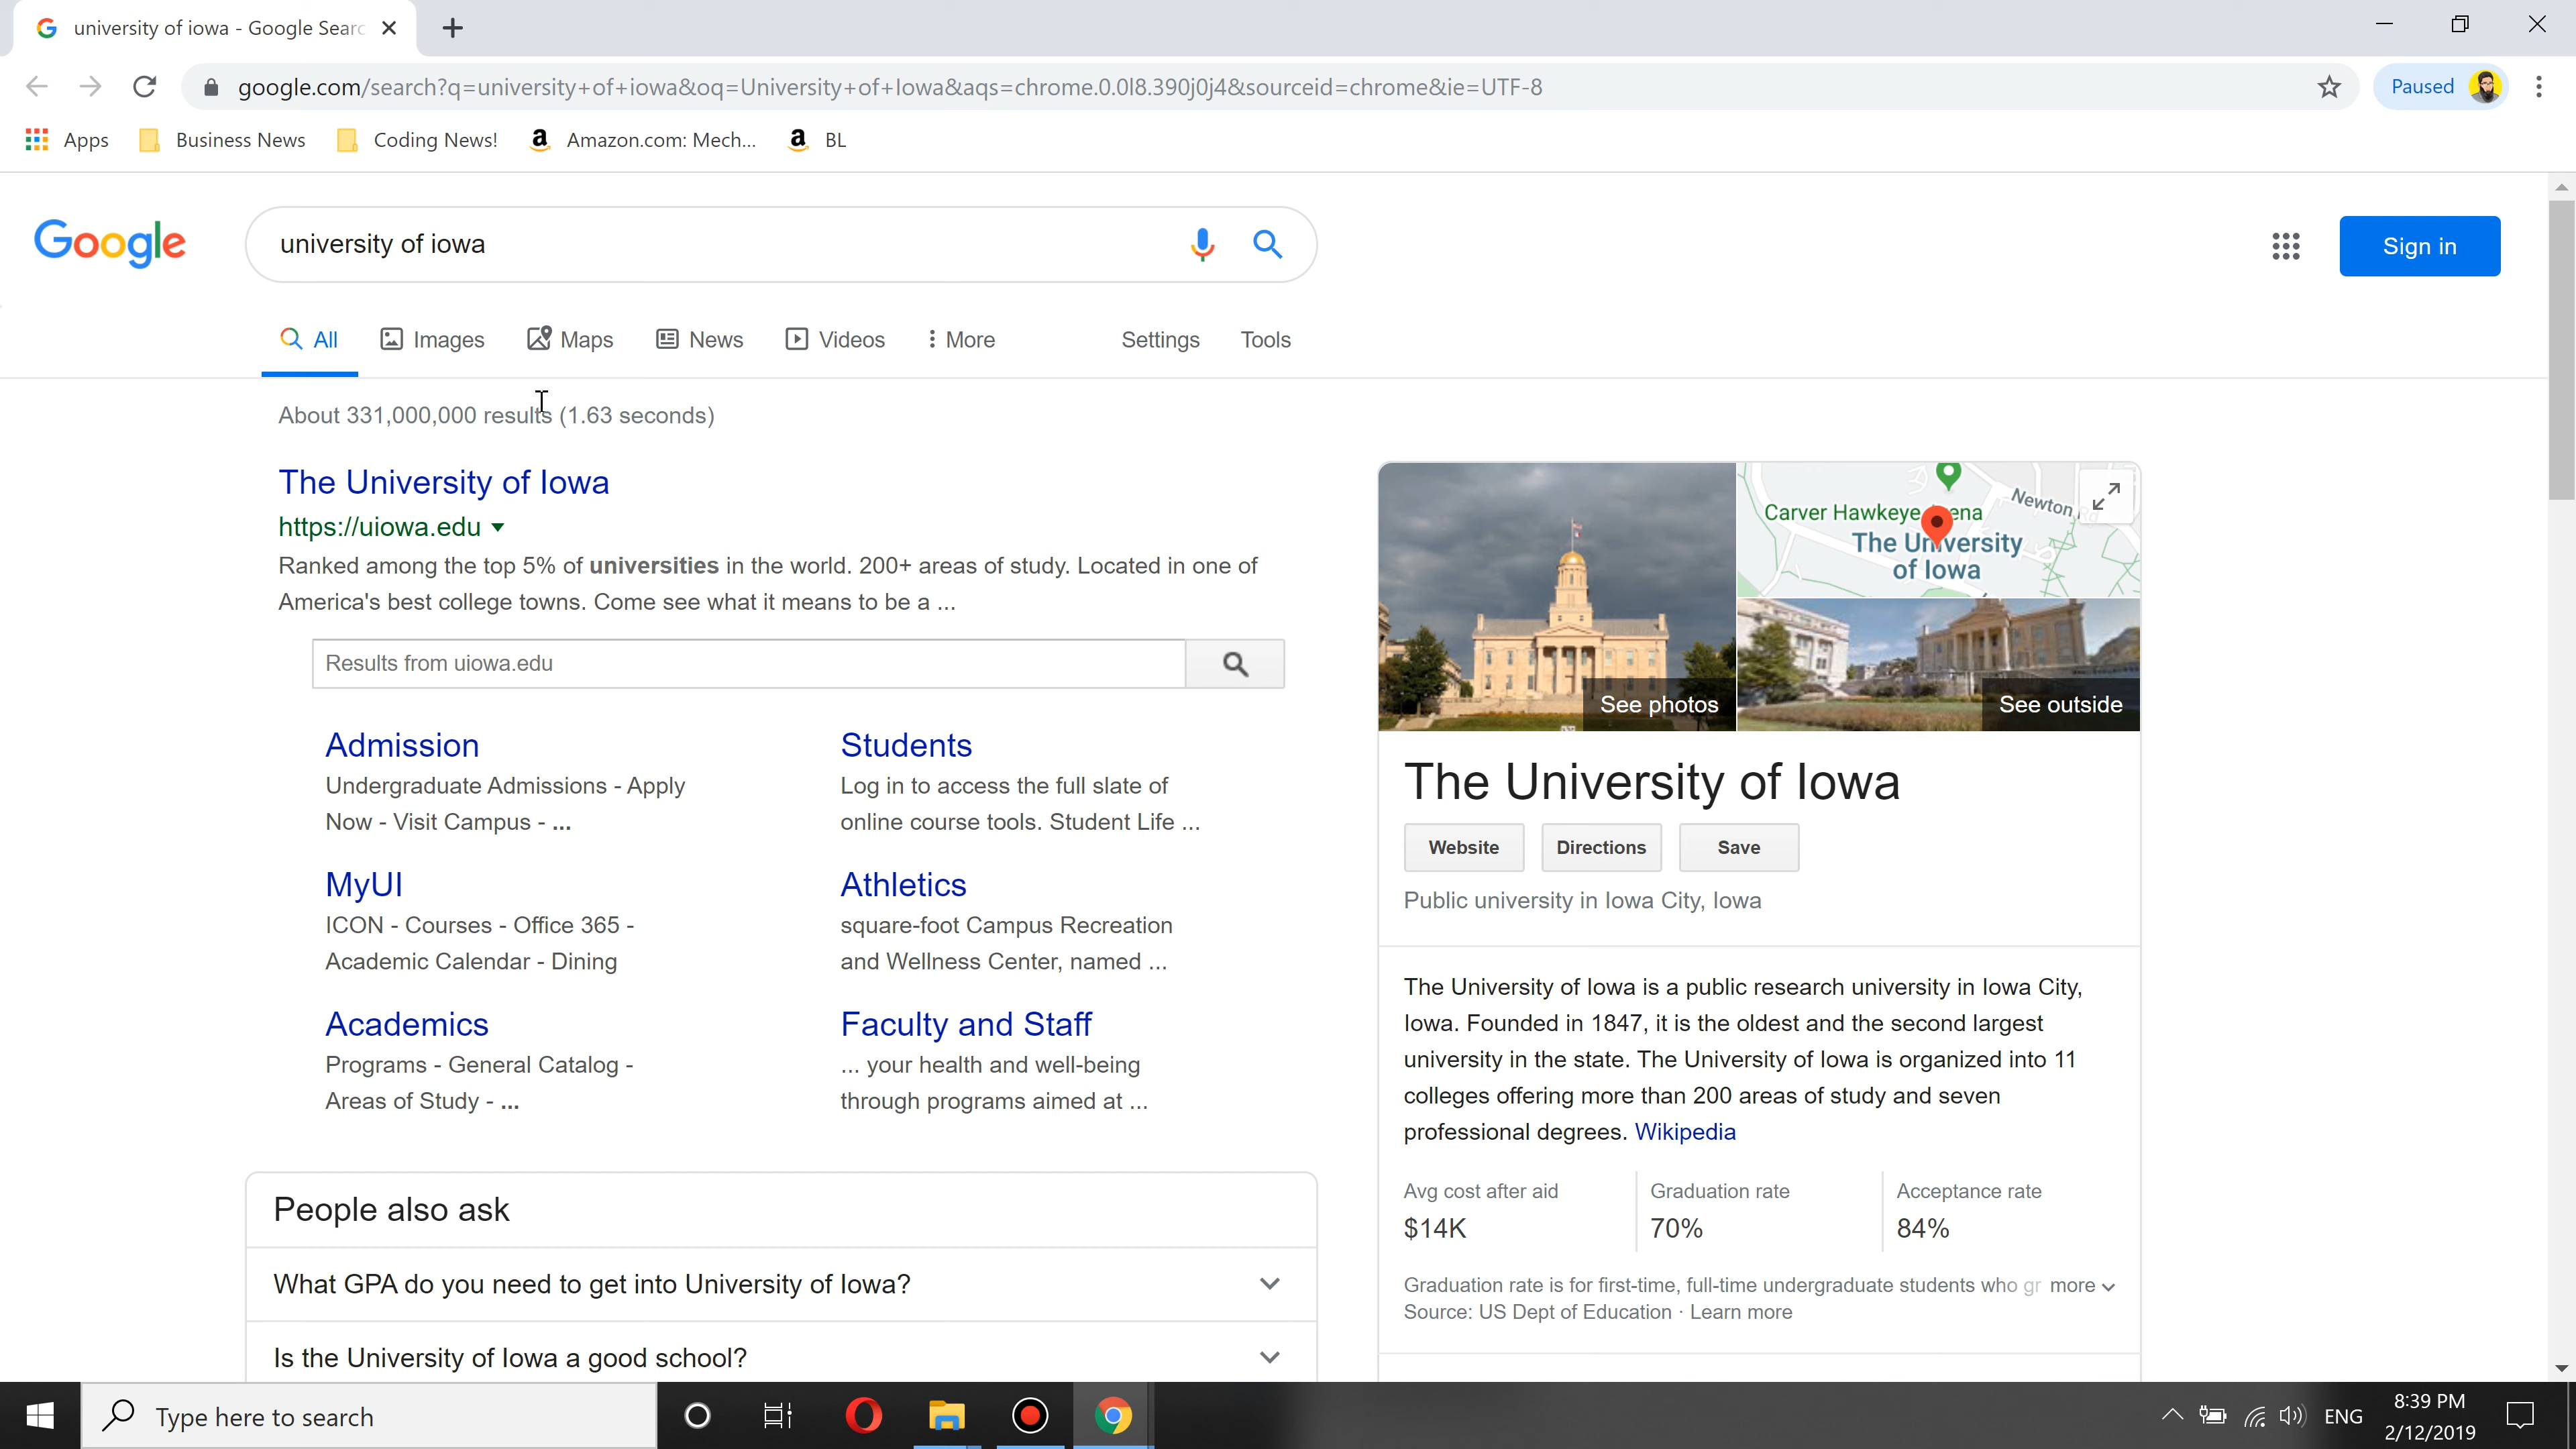 university of iowa - Google Sear
google.com/search?q=university+of+iowa&oq=University+of+Iowa&aqs=chrome.0.0l8.390j0j4&sourceid=chrome&ie=UTF-8
Paused
Apps Business News Coding News! Amazon.com: Mech... BL
Google
university of iowa
Sign in
All Images Maps News Videos More Settings Tools
About 331,000,000 results (1.63 seconds)
The University of Iowa
https://uiowa.edu
Ranked among the top 5% of universities in the world. 200+ areas of study. Located in one of
America's best college towns. Come see what it means to be a ...
Results from uiowa.edu
Admission
Undergraduate Admissions - Apply
Now - Visit Campus - ...
Students
Log in to access the full slate of
online course tools. Student Life ...
MyUI
ICON - Courses - Office 365 -
Academic Calendar - Dining
Athletics
square-foot Campus Recreation
and Wellness Center, named ...
Academics
Programs - General Catalog -
Areas of Study - ...
Faculty and Staff
... your health and well-being
through programs aimed at ...
People also ask
What GPA do you need to get into University of Iowa?
Is the University of Iowa a good school?
Carver Hawkeye
Newton
The University
of Iowa
See photos
See outside
The University of Iowa
Website Directions Save
Public university in Iowa City, Iowa
The University of Iowa is a public research university in Iowa City,
Iowa. Founded in 1847, it is the oldest and the second largest
university in the state. The University of Iowa is organized into 11
colleges offering more than 200 areas of study and seven
professional degrees. Wikipedia
Avg cost after aid
$14K
Graduation rate
70%
Acceptance rate
84%
Graduation rate is for first-time, full-time undergraduate students who gr more
Source: US Dept of Education · Learn more
Type here to search
ENG
8:39 PM
2/12/2019